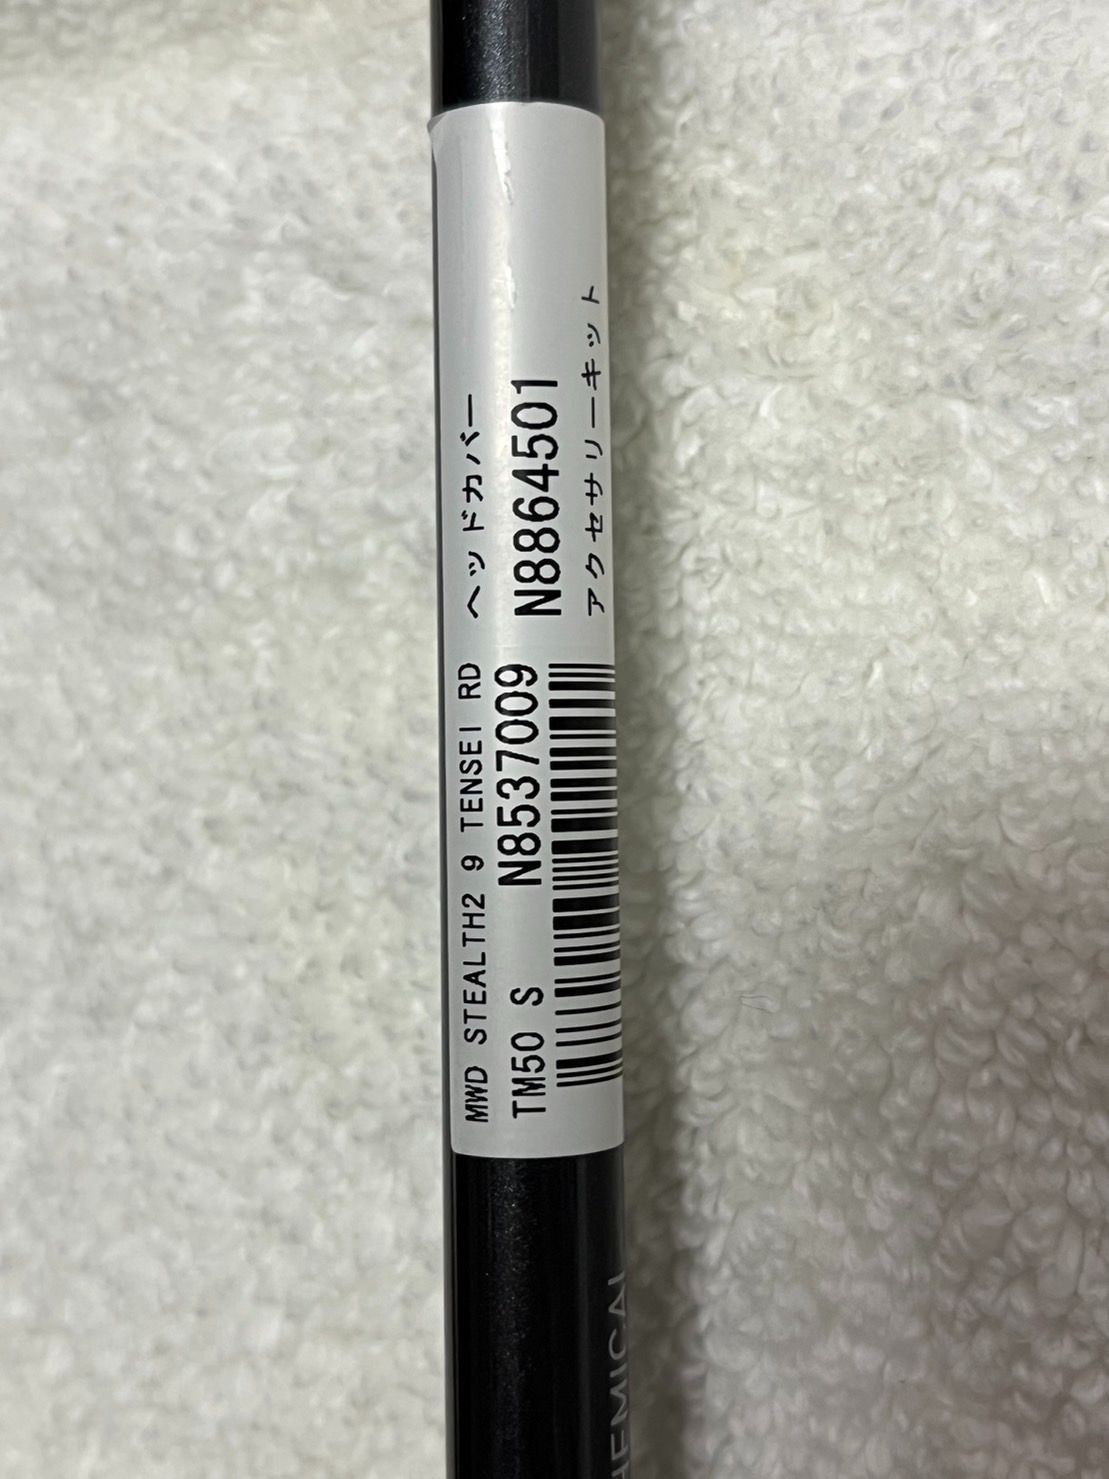 MWD STEALTH2 9 TENSEI RD ヘッドカバー
TM50 S N8537009 N8864501
アクセサリーキット